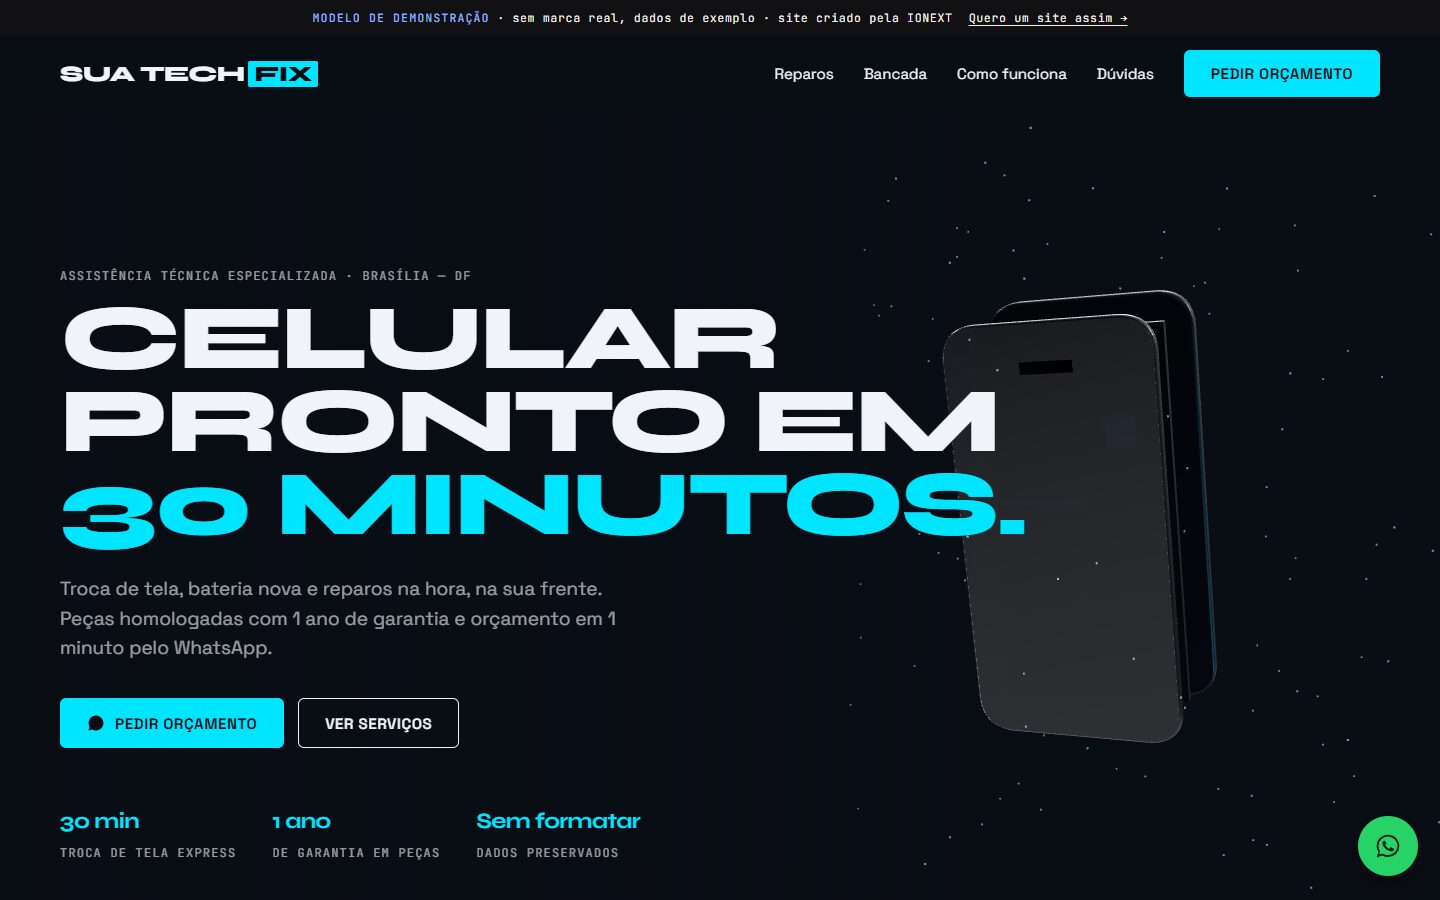 MODELO DE DEMONSTRAÇÃO · sem marca real, dados de exemplo · site criado pela IONEXT Quero um site assim →
SUA TECH FIX
Reparos Bancada Como funciona Dúvidas PEDIR ORÇAMENTO
ASSISTÊNCIA TÉCNICA ESPECIALIZADA · BRASÍLIA — DF
CELULAR
PRONTO EM
30 MINUTOS.
Troca de tela, bateria nova e reparos na hora, na sua frente.
Peças homologadas com 1 ano de garantia e orçamento em 1
minuto pelo WhatsApp.
PEDIR ORÇAMENTO VER SERVIÇOS
30 min 1 ano Sem formatar
TROCA DE TELA EXPRESS DE GARANTIA EM PEÇAS DADOS PRESERVADOS